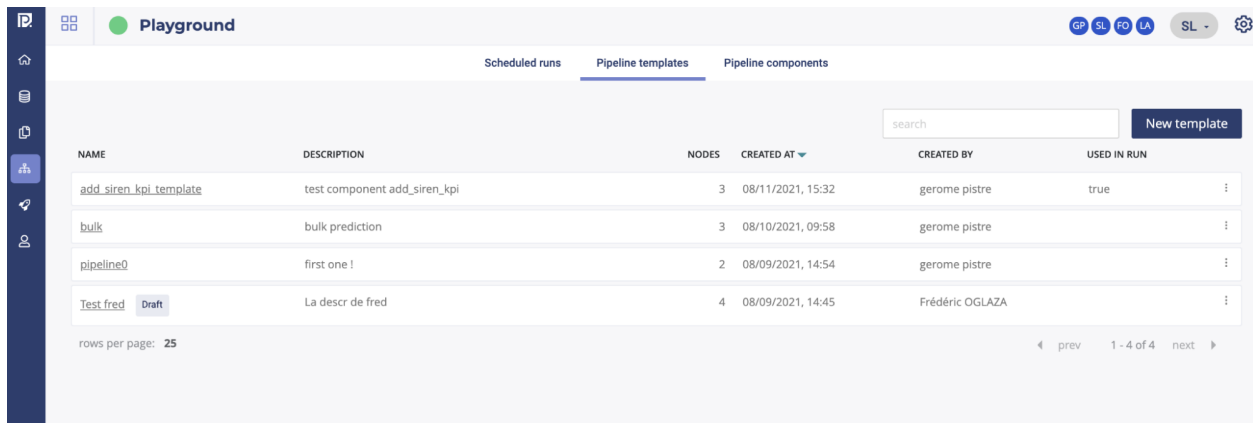 P.
Playground
GP SL FO LA SL
Scheduled runs Pipeline templates Pipeline components
search New template
NAME DESCRIPTION NODES CREATED AT CREATED BY USED IN RUN
add_siren_kpi_template test component add_siren_kpi 3 08/11/2021, 15:32 gerome pistre true
bulk bulk prediction 3 08/10/2021, 09:58 gerome pistre
pipeline0 first one ! 2 08/09/2021, 14:54 gerome pistre
Test fred Draft La descr de fred 4 08/09/2021, 14:45 Frédéric OGLAZA
rows per page: 25 prev 1 - 4 of 4 next